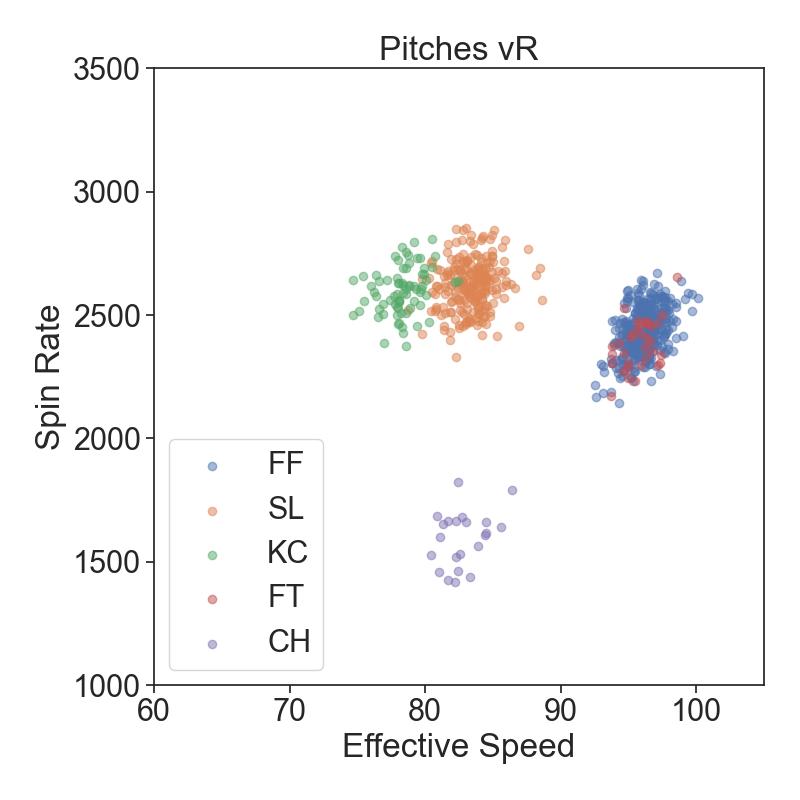 Pitches vR
3500
3000
2500
2000
1500
1000
Spin Rate
FF
SL
KC
FT
CH
60 70 80 90 100
Effective Speed